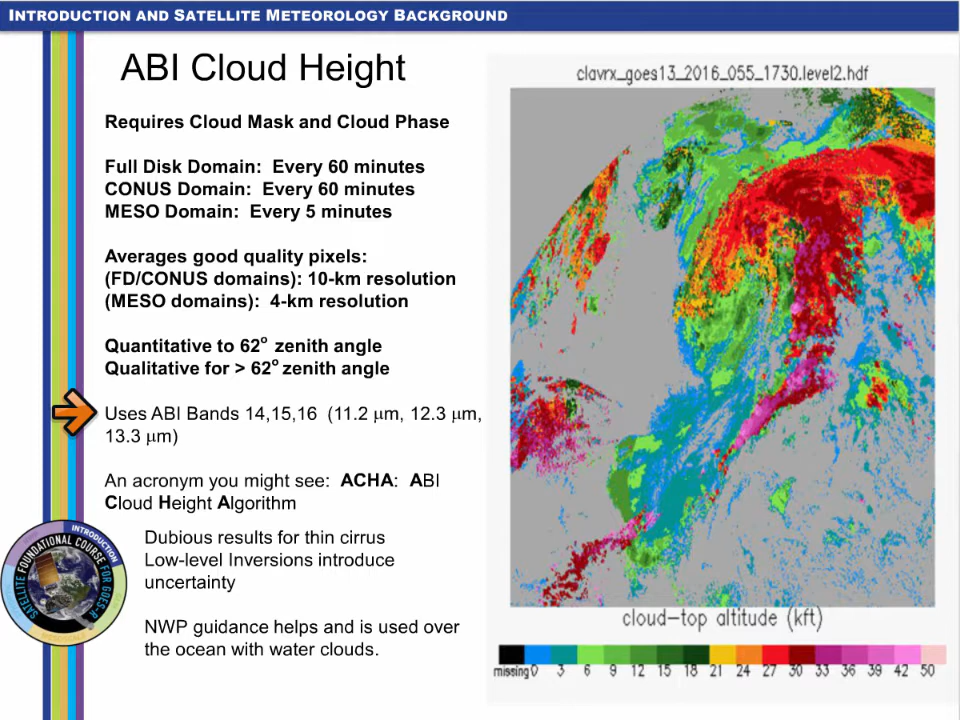 INTRODUCTION AND SATELLITE METEOROLOGY BACKGROUND
ABI Cloud Height
Requires Cloud Mask and Cloud Phase
Full Disk Domain: Every 60 minutes
CONUS Domain: Every 60 minutes
MESO Domain: Every 5 minutes
Averages good quality pixels:
(FD/CONUS domains): 10-km resolution
(MESO domains): 4-km resolution
Quantitative to 62° zenith angle
Qualitative for > 62° zenith angle
Uses ABI Bands 14,15,16 (11.2 μm, 12.3 μm,
13.3 μm)
An acronym you might see: ACHA: ABI
Cloud Height Algorithm
Dubious results for thin cirrus
Low-level Inversions introduce
uncertainty
NWP guidance helps and is used over
the ocean with water clouds.
INTRODUCTION
SATELLITE FOUNDATIONAL COURSE FOR GOES-R
clavrx_goes13_2016_055_1730.level2.hdf
cloud-top altitude (kft)
missing 0 3 6 9 12 15 18 21 24 27 30 33 36 39 42 50